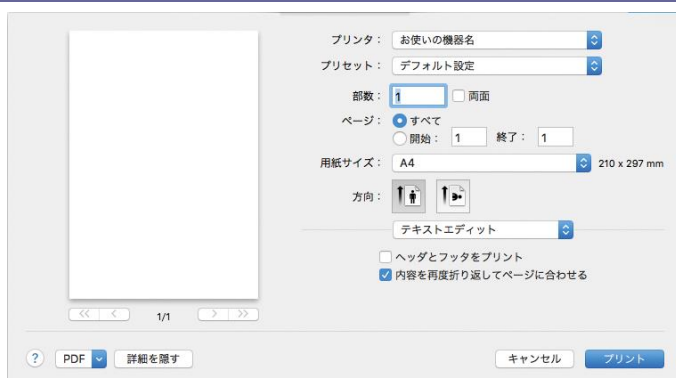 プリンタ： お使いの機器名
プリセット： デフォルト設定
部数： 1 両面
ページ： すべて
開始： 1 終了： 1
用紙サイズ： A4 210 x 297 mm
方向：
テキストエディット
ヘッダとフッタをプリント
内容を再度折り返してページに合わせる
<< < 1/1 > >>
? PDF 詳細を隠す キャンセル プリント